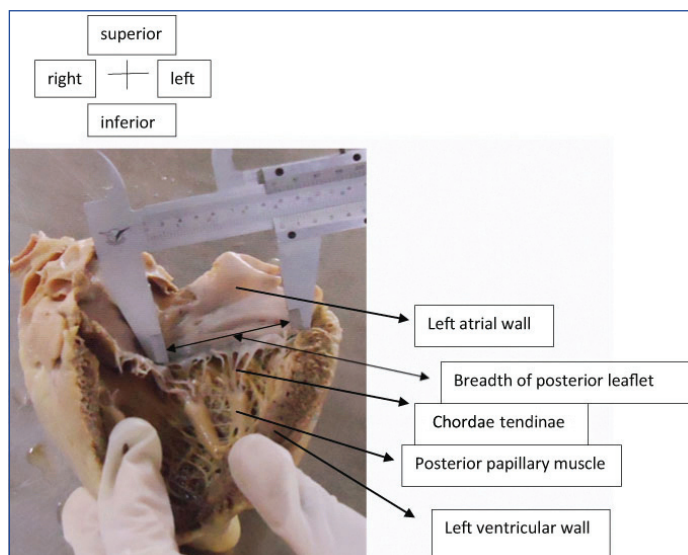 superior
right
left
inferior
Left atrial wall
Breadth of posterior leaflet
Chordae tendinae
Posterior papillary muscle
Left ventricular wall